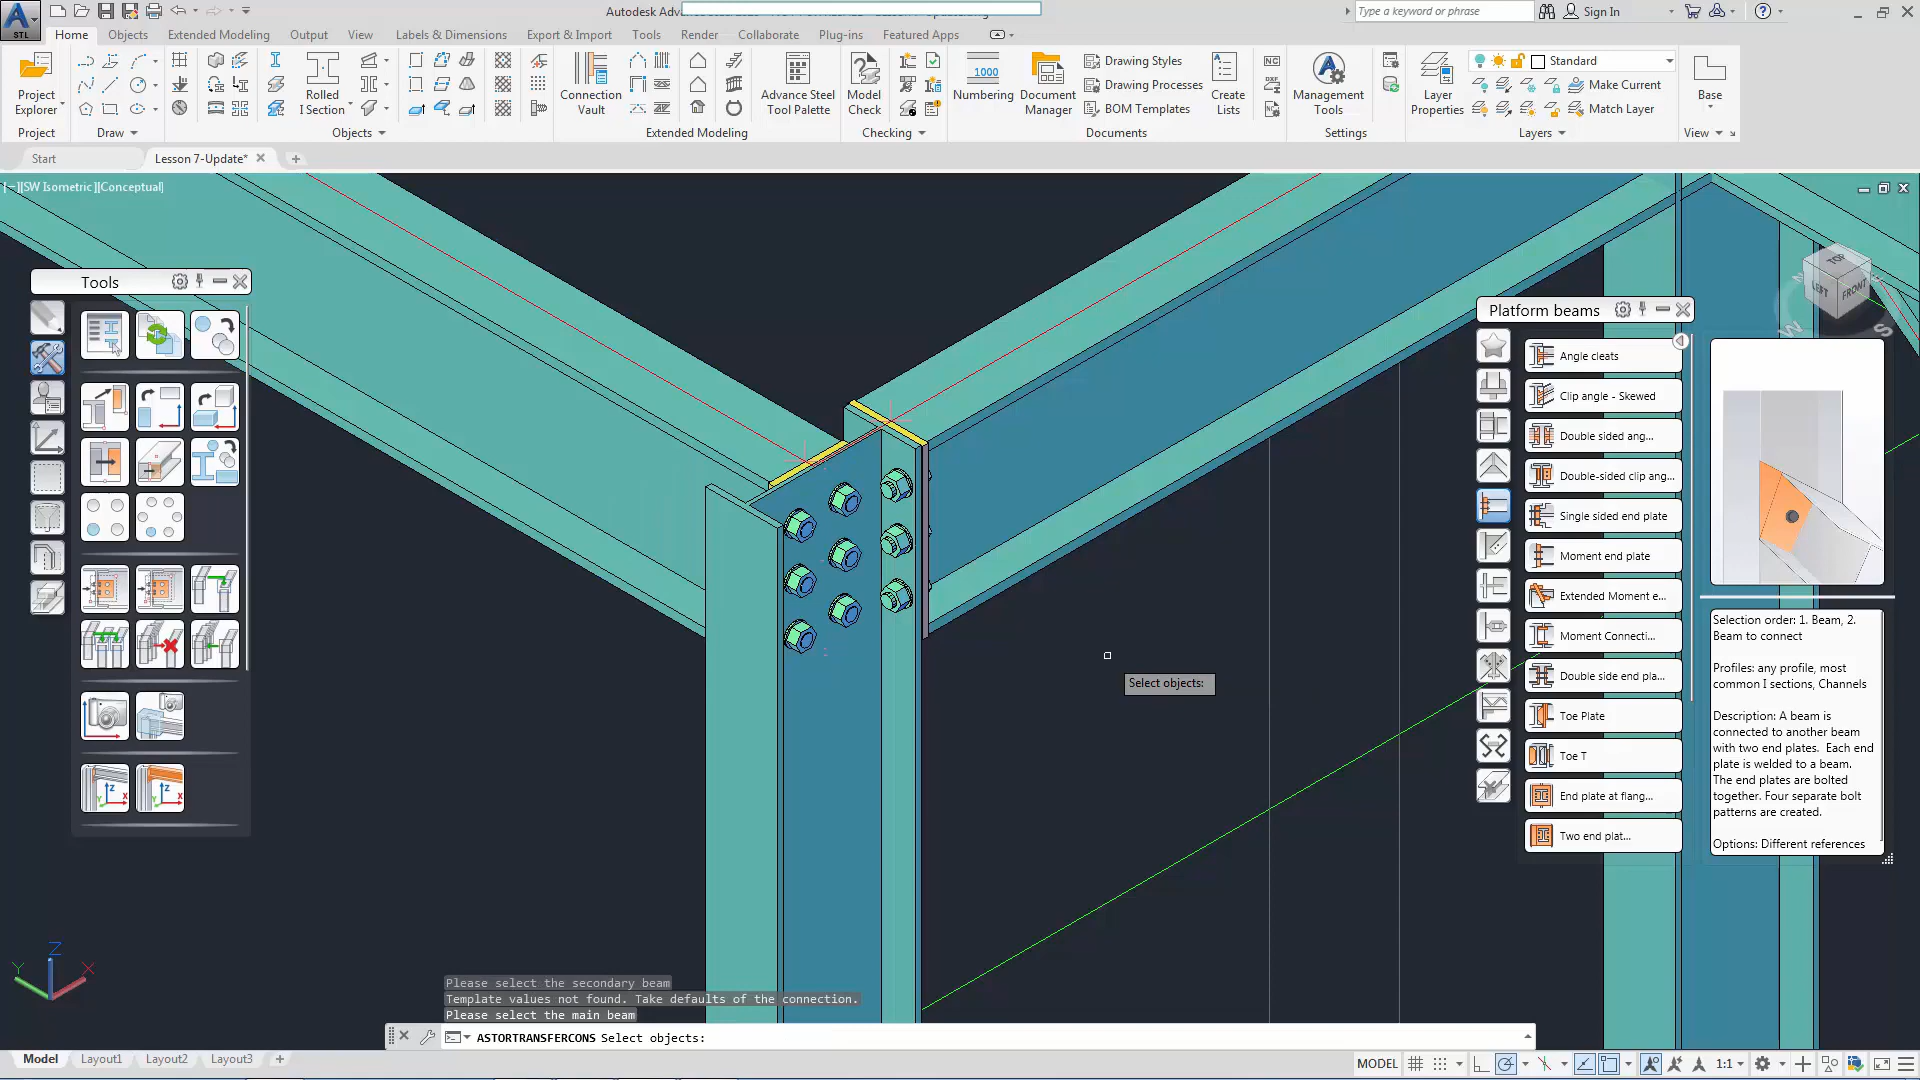 STL
Autodesk Adva
Type a keyword or phrase
Sign In
Home
Objects
Extended Modeling
Output
View
Labels & Dimensions
Export & Import
Tools
Render
Collaborate
Plug-ins
Featured Apps
Project
Explorer
Rolled
I Section
Connection
Vault
Advance Steel
Tool Palette
Model
Check
1000
Numbering
Document
Manager
Drawing Styles
Drawing Processes
BOM Templates
Create
Lists
NC
DXF
NC
Management
Tools
Layer
Properties
Standard
Make Current
Match Layer
Base
Project
Draw
Objects
Extended Modeling
Checking
Documents
Settings
Layers
View
Start
Lesson 7-Update*
[−][SW Isometric][Conceptual]
TOP
LEFT
FRONT
W
S
Tools
Platform beams
Angle cleats
Clip angle - Skewed
Double sided ang...
Double-sided clip ang...
Single sided end plate
Moment end plate
Extended Moment e...
Moment Connecti...
Double side end pla...
Toe Plate
Toe T
End plate at flang...
Two end plat...
Selection order: 1. Beam, 2.
Beam to connect
Profiles: any profile, most
common I sections, Channels
Description: A beam is
connected to another beam
with two end plates. Each end
plate is welded to a beam.
The end plates are bolted
together. Four separate bolt
patterns are created.
Options: Different references
Select objects:
Z
Y
X
Please select the secondary beam
Template values not found. Take defaults of the connection.
Please select the main beam
ASTORTRANSFERCONS Select objects:
Model
Layout1
Layout2
Layout3
MODEL
1:1